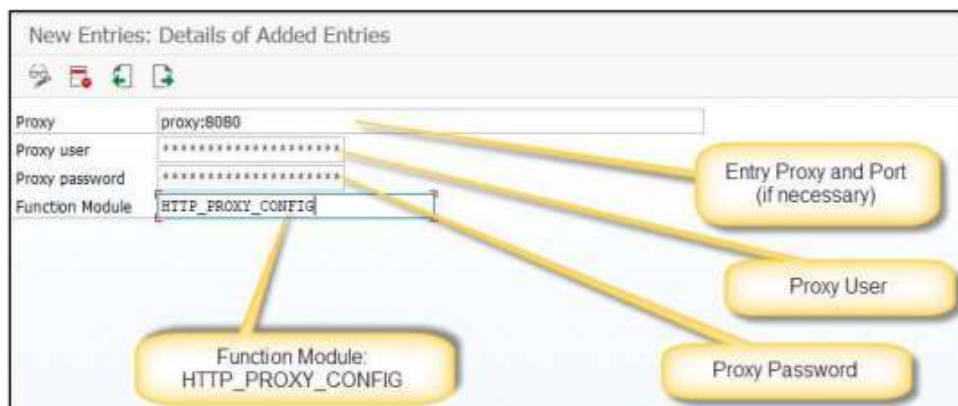 New Entries: Details of Added Entries
Proxy proxy:8080
Proxy user ********************
Proxy password ********************
Function Module HTTP_PROXY_CONFIG
Entry Proxy and Port
(if necessary)
Proxy User
Function Module:
HTTP_PROXY_CONFIG
Proxy Password